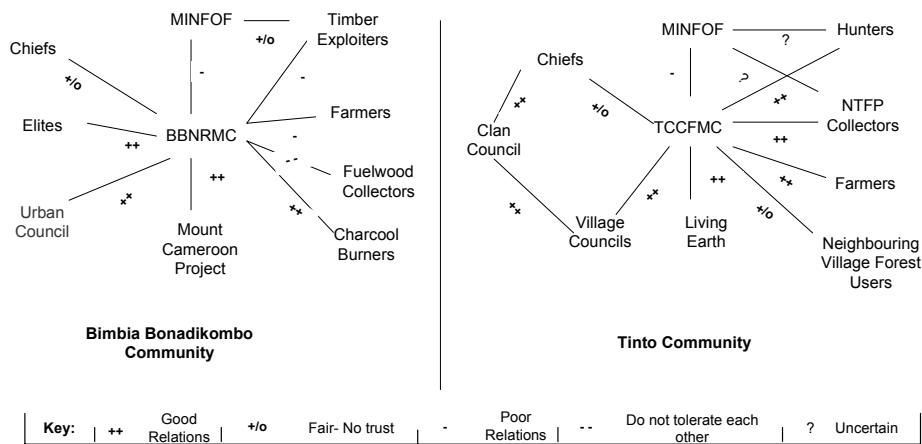 MINFOF
+/o
Timber
Exploiters
Chiefs
+/o
-
-
Elites
++
BBNRMC
Farmers
-
- -
Fuelwood
Collectors
Urban
Council
++
++
Mount
Cameroon
Project
++
Charcool
Burners
Bimbia Bonadikombo
Community
MINFOF
?
Hunters
Chiefs
++
+/o
-
?
++
NTFP
Collectors
Clan
Council
TCCFMC
++
++
Farmers
++
Village
Councils
++
++
Living
Earth
+/o
Neighbouring
Village Forest
Users
Tinto Community
Key: ++ Good
Relations
+/o Fair- No trust
- Poor
Relations
- - Do not tolerate each
other
? Uncertain